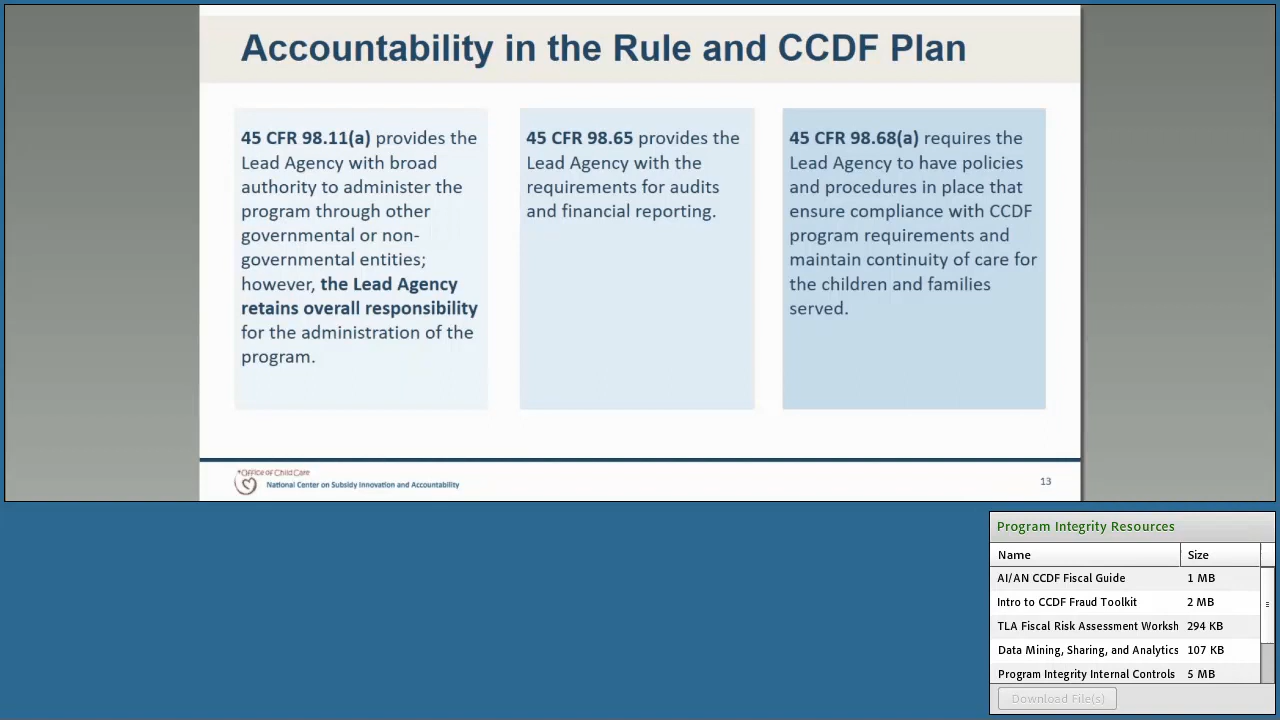 Accountability in the Rule and CCDF Plan
45 CFR 98.11(a) provides the
Lead Agency with broad
authority to administer the
program through other
governmental or non-
governmental entities;
however, the Lead Agency
retains overall responsibility
for the administration of the
program.
45 CFR 98.65 provides the
Lead Agency with the
requirements for audits
and financial reporting.
45 CFR 98.68(a) requires the
Lead Agency to have policies
and procedures in place that
ensure compliance with CCDF
program requirements and
maintain continuity of care for
the children and families
served.
Office of Child Care
National Center on Subsidy Innovation and Accountability
13
Program Integrity Resources
Name Size
AI/AN CCDF Fiscal Guide 1 MB
Intro to CCDF Fraud Toolkit 2 MB
TLA Fiscal Risk Assessment Worksh 294 KB
Data Mining, Sharing, and Analytics 107 KB
Program Integrity Internal Controls 5 MB
Download File(s)